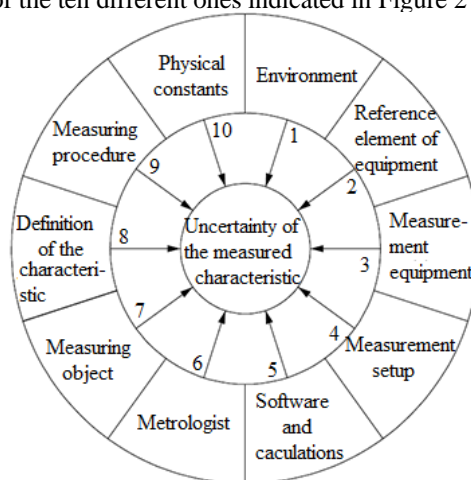 of the ten different ones indicated in Figure 2
Physical
constants
Environment
Reference
element of
equipment
Measure-
ment
equipment
Measurement
setup
Software
and
caculations
Metrologist
Measuring
object
Definition
of the
characteri-
stic
Measuring
procedure
10
1
2
3
4
5
6
7
8
9
Uncertainty of
the measured
characteristic